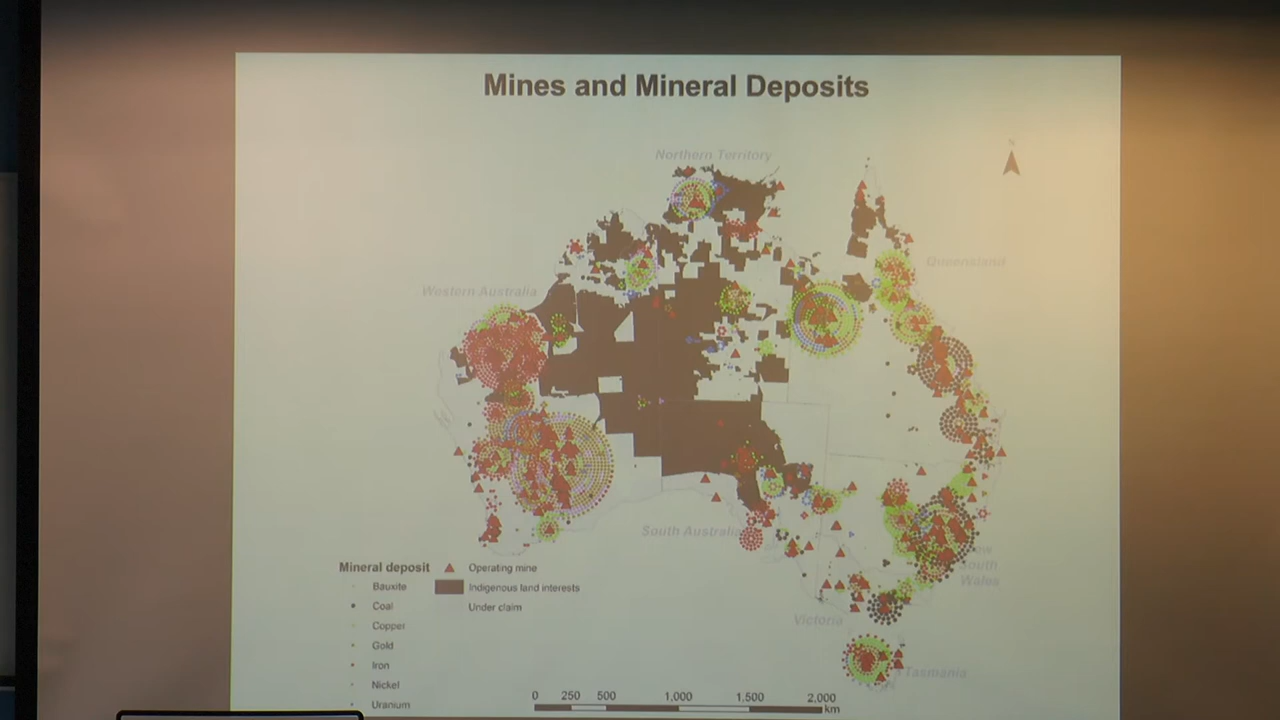 Mines and Mineral Deposits
N
Northern Territory
Queensland
Western Australia
South Australia
New
South
Wales
Victoria
Tasmania
Mineral deposit
Bauxite
Coal
Copper
Gold
Iron
Nickel
Uranium
Operating mine
Indigenous land interests
Under claim
0 250 500 1,000 1,500 2,000
km